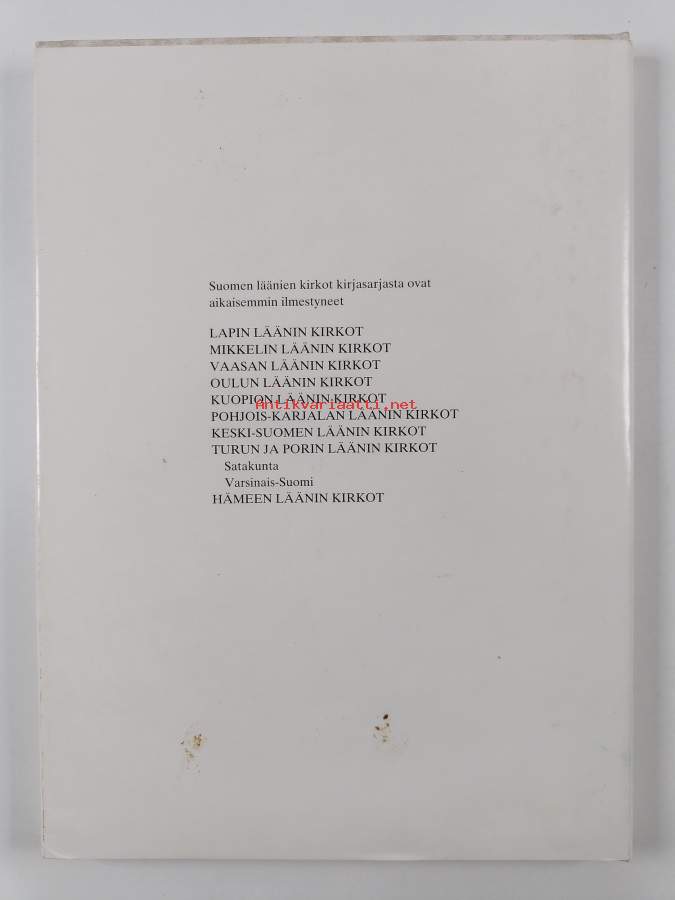 Suomen läänien kirkot kirjasarjasta ovat
aikaisemmin ilmestyneet
LAPIN LÄÄNIN KIRKOT
MIKKELIN LÄÄNIN KIRKOT
VAASAN LÄÄNIN KIRKOT
OULUN LÄÄNIN KIRKOT
KUOPION LÄÄNIN KIRKOT
Antikvariaatti.net
POHJOIS-KARJALAN LÄÄNIN KIRKOT
KESKI-SUOMEN LÄÄNIN KIRKOT
TURUN JA PORIN LÄÄNIN KIRKOT
Satakunta
Varsinais-Suomi
HÄMEEN LÄÄNIN KIRKOT